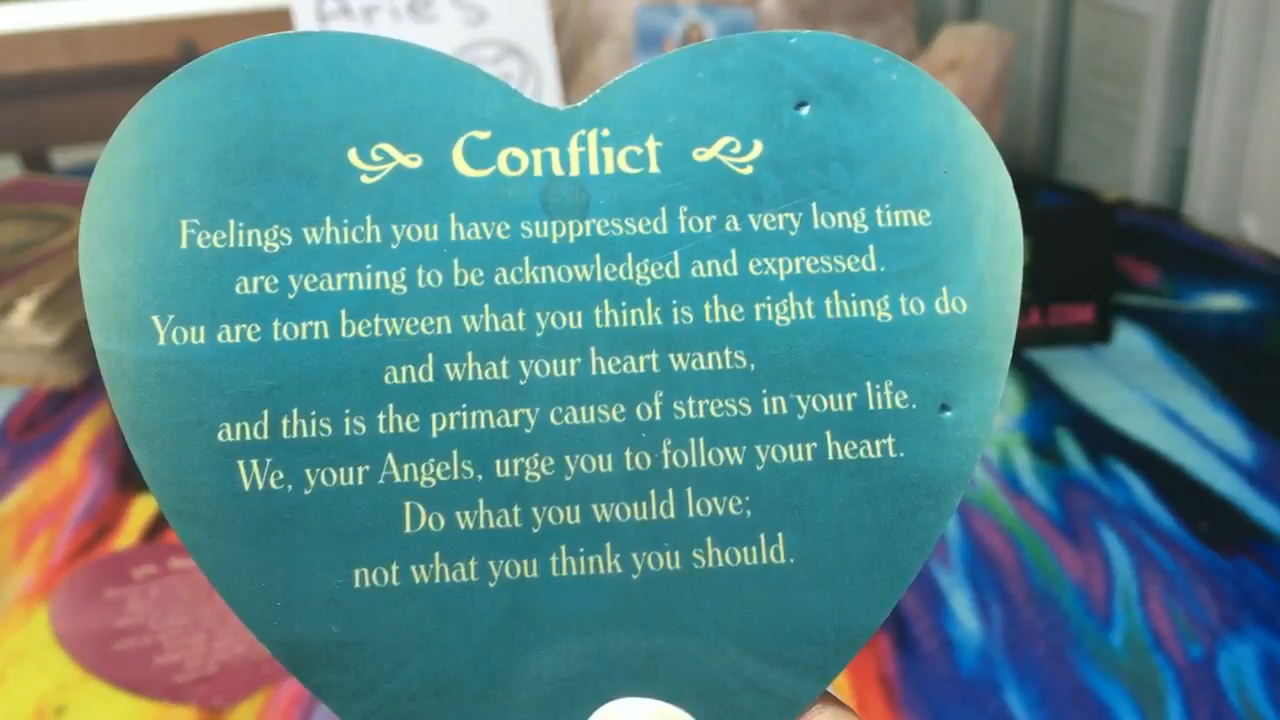 Aries
Conflict
Feelings which you have suppressed for a very long time
are yearning to be acknowledged and expressed.
You are torn between what you think is the right thing to do
and what your heart wants,
and this is the primary cause of stress in your life.
We, your Angels, urge you to follow your heart.
Do what you would love;
not what you think you should.